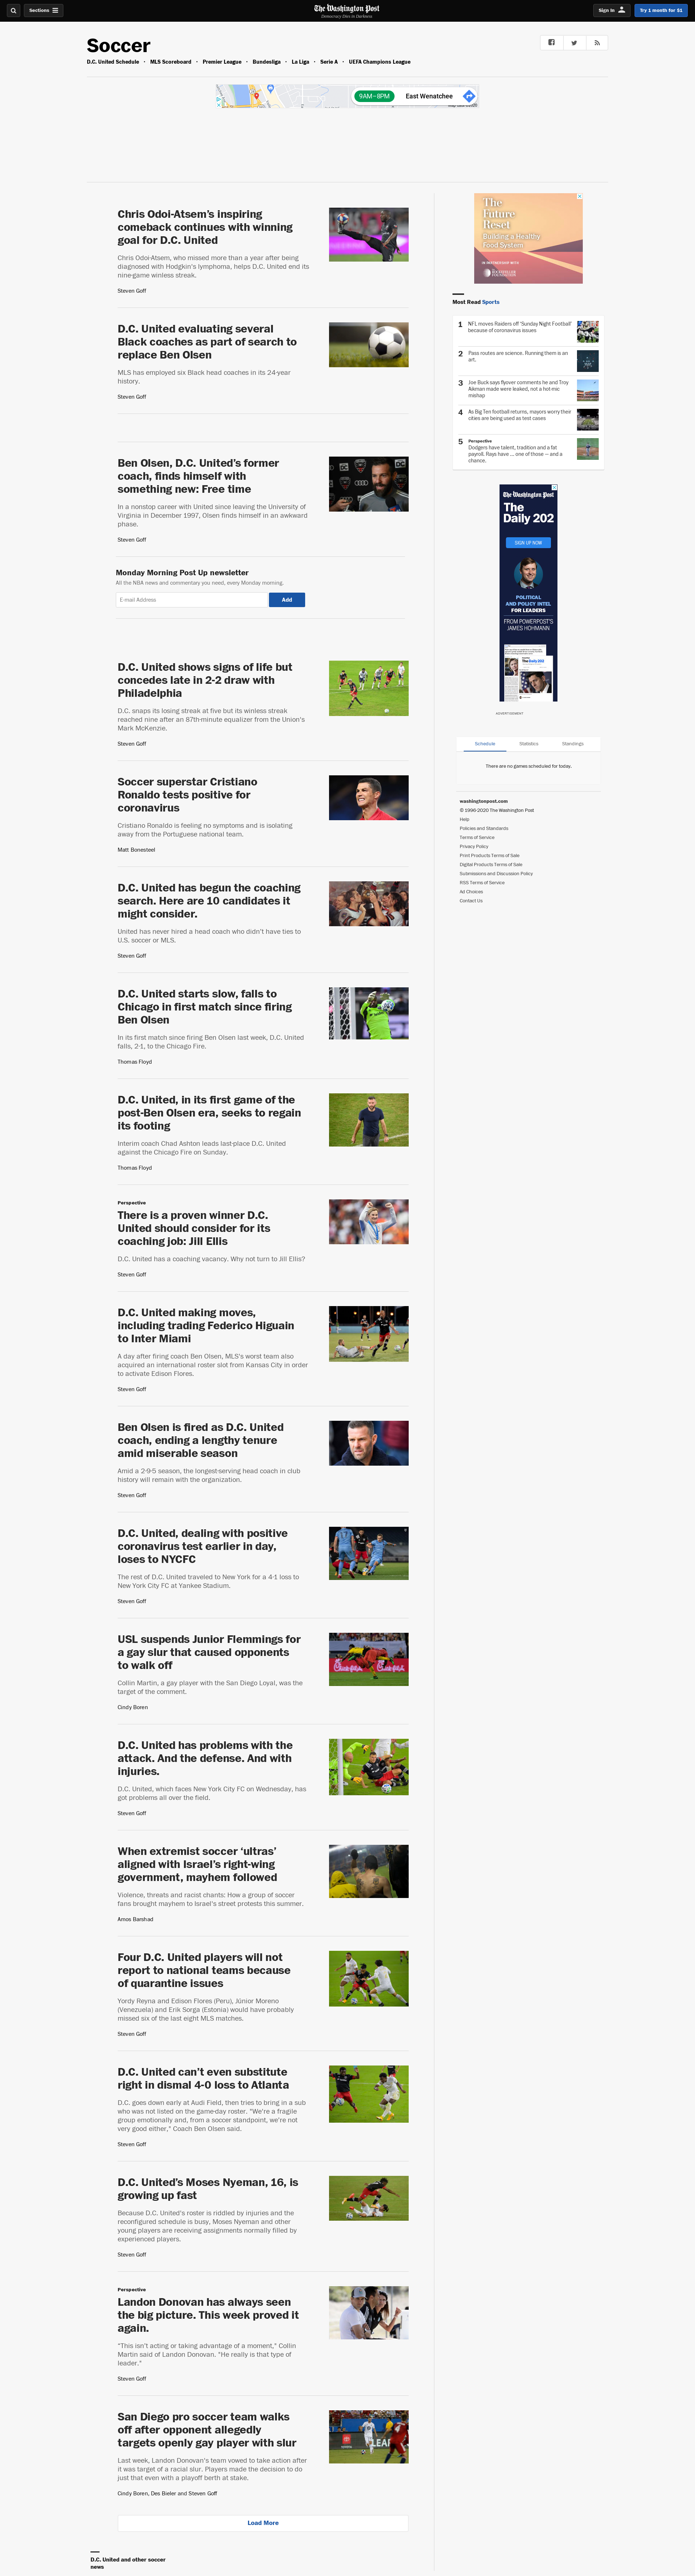 Sections
The Washington Post
Democracy Dies in Darkness
Sign In
Try 1 month for $1
Soccer
D.C. United Schedule • MLS Scoreboard • Premier League • Bundesliga • La Liga • Serie A • UEFA Champions League
9AM–8PM
East Wenatchee
Chris Odoi-Atsem’s inspiring
comeback continues with winning
goal for D.C. United
Chris Odoi-Atsem, who missed more than a year after being
diagnosed with Hodgkin's lymphoma, helps D.C. United end its
nine-game winless streak.
Steven Goff
D.C. United evaluating several
Black coaches as part of search to
replace Ben Olsen
MLS has employed six Black head coaches in its 24-year
history.
Steven Goff
Ben Olsen, D.C. United’s former
coach, finds himself with
something new: Free time
In a nonstop career with United since leaving the University of
Virginia in December 1997, Olsen finds himself in an awkward
phase.
Steven Goff
Monday Morning Post Up newsletter
All the NBA news and commentary you need, every Monday morning.
E-mail Address
Add
D.C. United shows signs of life but
concedes late in 2-2 draw with
Philadelphia
D.C. snaps its losing streak at five but its winless streak
reached nine after an 87th-minute equalizer from the Union's
Mark McKenzie.
Steven Goff
Soccer superstar Cristiano
Ronaldo tests positive for
coronavirus
Cristiano Ronaldo is feeling no symptoms and is isolating
away from the Portuguese national team.
Matt Bonesteel
D.C. United has begun the coaching
search. Here are 10 candidates it
might consider.
United has never hired a head coach who didn't have ties to
U.S. soccer or MLS.
Steven Goff
D.C. United starts slow, falls to
Chicago in first match since firing
Ben Olsen
In its first match since firing Ben Olsen last week, D.C. United
falls, 2-1, to the Chicago Fire.
Thomas Floyd
D.C. United, in its first game of the
post-Ben Olsen era, seeks to regain
its footing
Interim coach Chad Ashton leads last-place D.C. United
against the Chicago Fire on Sunday.
Thomas Floyd
Perspective
There is a proven winner D.C.
United should consider for its
coaching job: Jill Ellis
D.C. United has a coaching vacancy. Why not turn to Jill Ellis?
Steven Goff
D.C. United making moves,
including trading Federico Higuain
to Inter Miami
A day after firing coach Ben Olsen, MLS's worst team also
acquired an international roster slot from Kansas City in order
to activate Edison Flores.
Steven Goff
Ben Olsen is fired as D.C. United
coach, ending a lengthy tenure
amid miserable season
Amid a 2-9-5 season, the longest-serving head coach in club
history will remain with the organization.
Steven Goff
D.C. United, dealing with positive
coronavirus test earlier in day,
loses to NYCFC
The rest of D.C. United traveled to New York for a 4-1 loss to
New York City FC at Yankee Stadium.
Steven Goff
USL suspends Junior Flemmings for
a gay slur that caused opponents
to walk off
Collin Martin, a gay player with the San Diego Loyal, was the
target of the comment.
Cindy Boren
D.C. United has problems with the
attack. And the defense. And with
injuries.
D.C. United, which faces New York City FC on Wednesday, has
got problems all over the field.
Steven Goff
When extremist soccer ‘ultras’
aligned with Israel’s right-wing
government, mayhem followed
Violence, threats and racist chants: How a group of soccer
fans brought mayhem to Israel's street protests this summer.
Amos Barshad
Four D.C. United players will not
report to national teams because
of quarantine issues
Yordy Reyna and Edison Flores (Peru), Júnior Moreno
(Venezuela) and Erik Sorga (Estonia) would have probably
missed six of the last eight MLS matches.
Steven Goff
D.C. United can’t even substitute
right in dismal 4-0 loss to Atlanta
D.C. goes down early at Audi Field, then tries to bring in a sub
who was not listed on the game-day roster. "We're a fragile
group emotionally and, from a soccer standpoint, we're not
very good either," Coach Ben Olsen said.
Steven Goff
D.C. United’s Moses Nyeman, 16, is
growing up fast
Because D.C. United's roster is riddled by injuries and the
reconfigured schedule is busy, Moses Nyeman and other
young players are receiving assignments normally filled by
experienced players.
Steven Goff
Perspective
Landon Donovan has always seen
the big picture. This week proved it
again.
"This isn't acting or taking advantage of a moment," Collin
Martin said of Landon Donovan. "He really is that type of
leader."
Steven Goff
San Diego pro soccer team walks
off after opponent allegedly
targets openly gay player with slur
Last week, Landon Donovan's team vowed to take action after
it was target of a racial slur. Players made the decision to do
just that even with a playoff berth at stake.
Cindy Boren, Des Bieler and Steven Goff
Load More
D.C. United and other soccer
news
The
Future
Reset
Building a Healthy
Food System
IN PARTNERSHIP WITH
Most Read Sports
1 NFL moves Raiders off ‘Sunday Night Football’
because of coronavirus issues
2 Pass routes are science. Running them is an
art.
3 Joe Buck says flyover comments he and Troy
Aikman made were leaked, not a hot-mic
mishap
4 As Big Ten football returns, mayors worry their
cities are being used as test cases
5 Perspective
Dodgers have talent, tradition and a fat
payroll. Rays have ... one of those — and a
chance.
The Washington Post
The
Daily 202
SIGN UP NOW
POLITICAL
AND POLICY INTEL
FOR LEADERS
FROM POWERPOST'S
JAMES HOHMANN
ADVERTISEMENT
Schedule Statistics Standings
There are no games scheduled for today.
washingtonpost.com
© 1996-2020 The Washington Post
Help
Policies and Standards
Terms of Service
Privacy Policy
Print Products Terms of Sale
Digital Products Terms of Sale
Submissions and Discussion Policy
RSS Terms of Service
Ad Choices
Contact Us